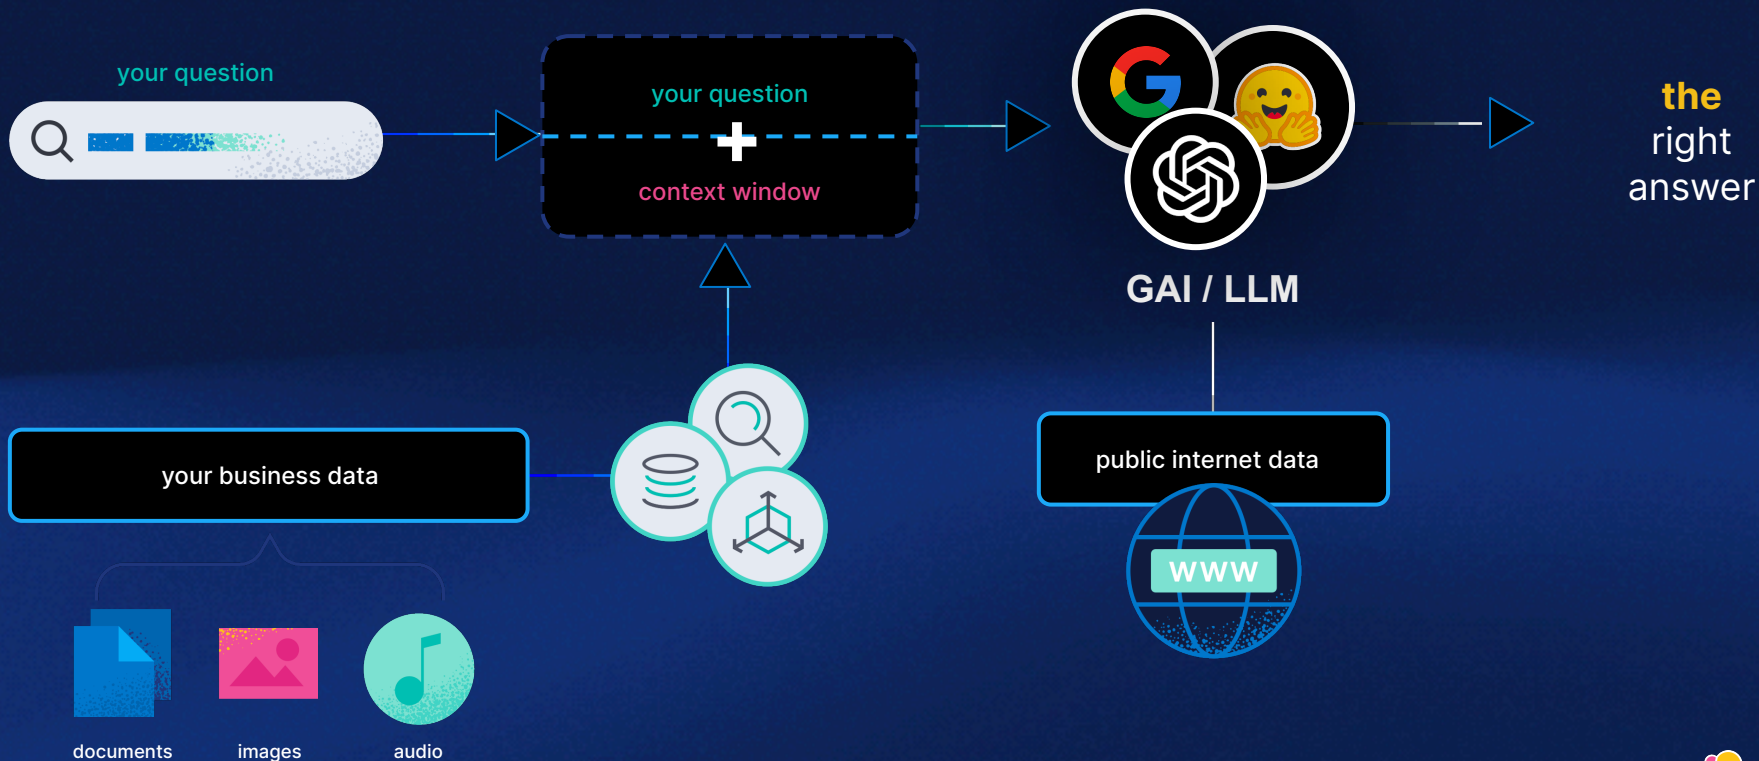 your question
your question
context window
the
right
answer
GAI / LLM
your business data
public internet data
WWW
documents
images
audio